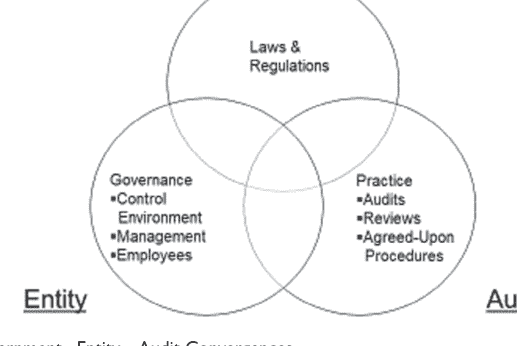 Laws &
Regulations
Governance
▪Control
Environment
▪Management
▪Employees
Practice
▪Audits
▪Reviews
▪Agreed-Upon
Procedures
Entity
Au